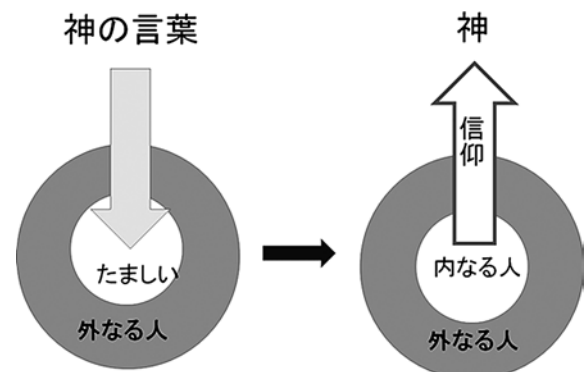 神の言葉
たましい
外なる人
神
信仰
内なる人
外なる人